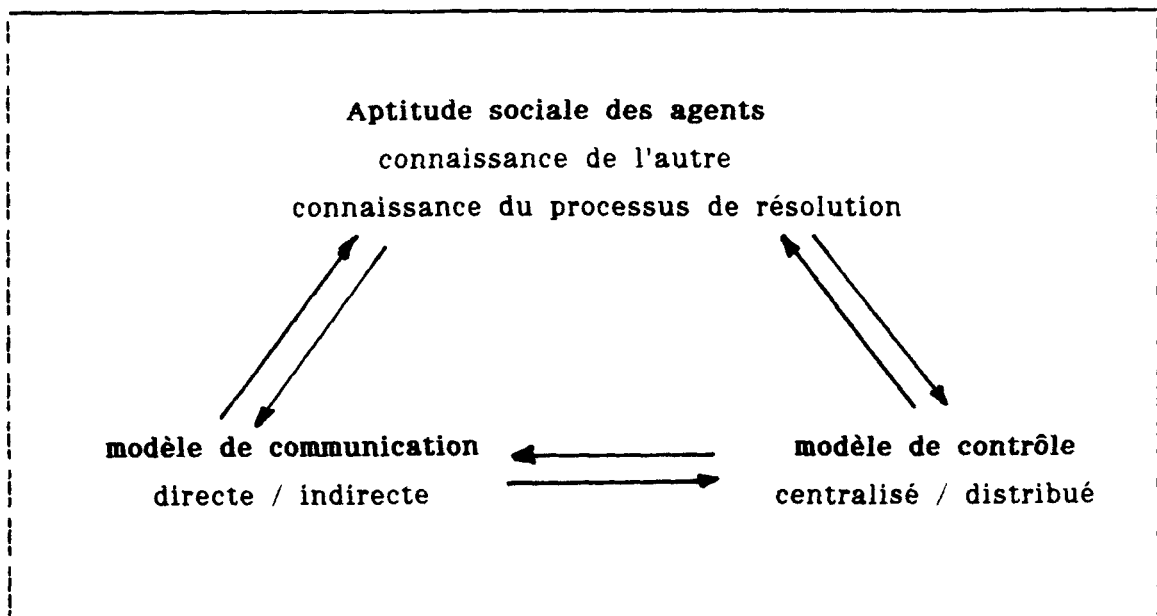 Aptitude sociale des agents
connaissance de l'autre
connaissance du processus de résolution
modèle de communication
directe / indirecte
modèle de contrôle
centralisé / distribué